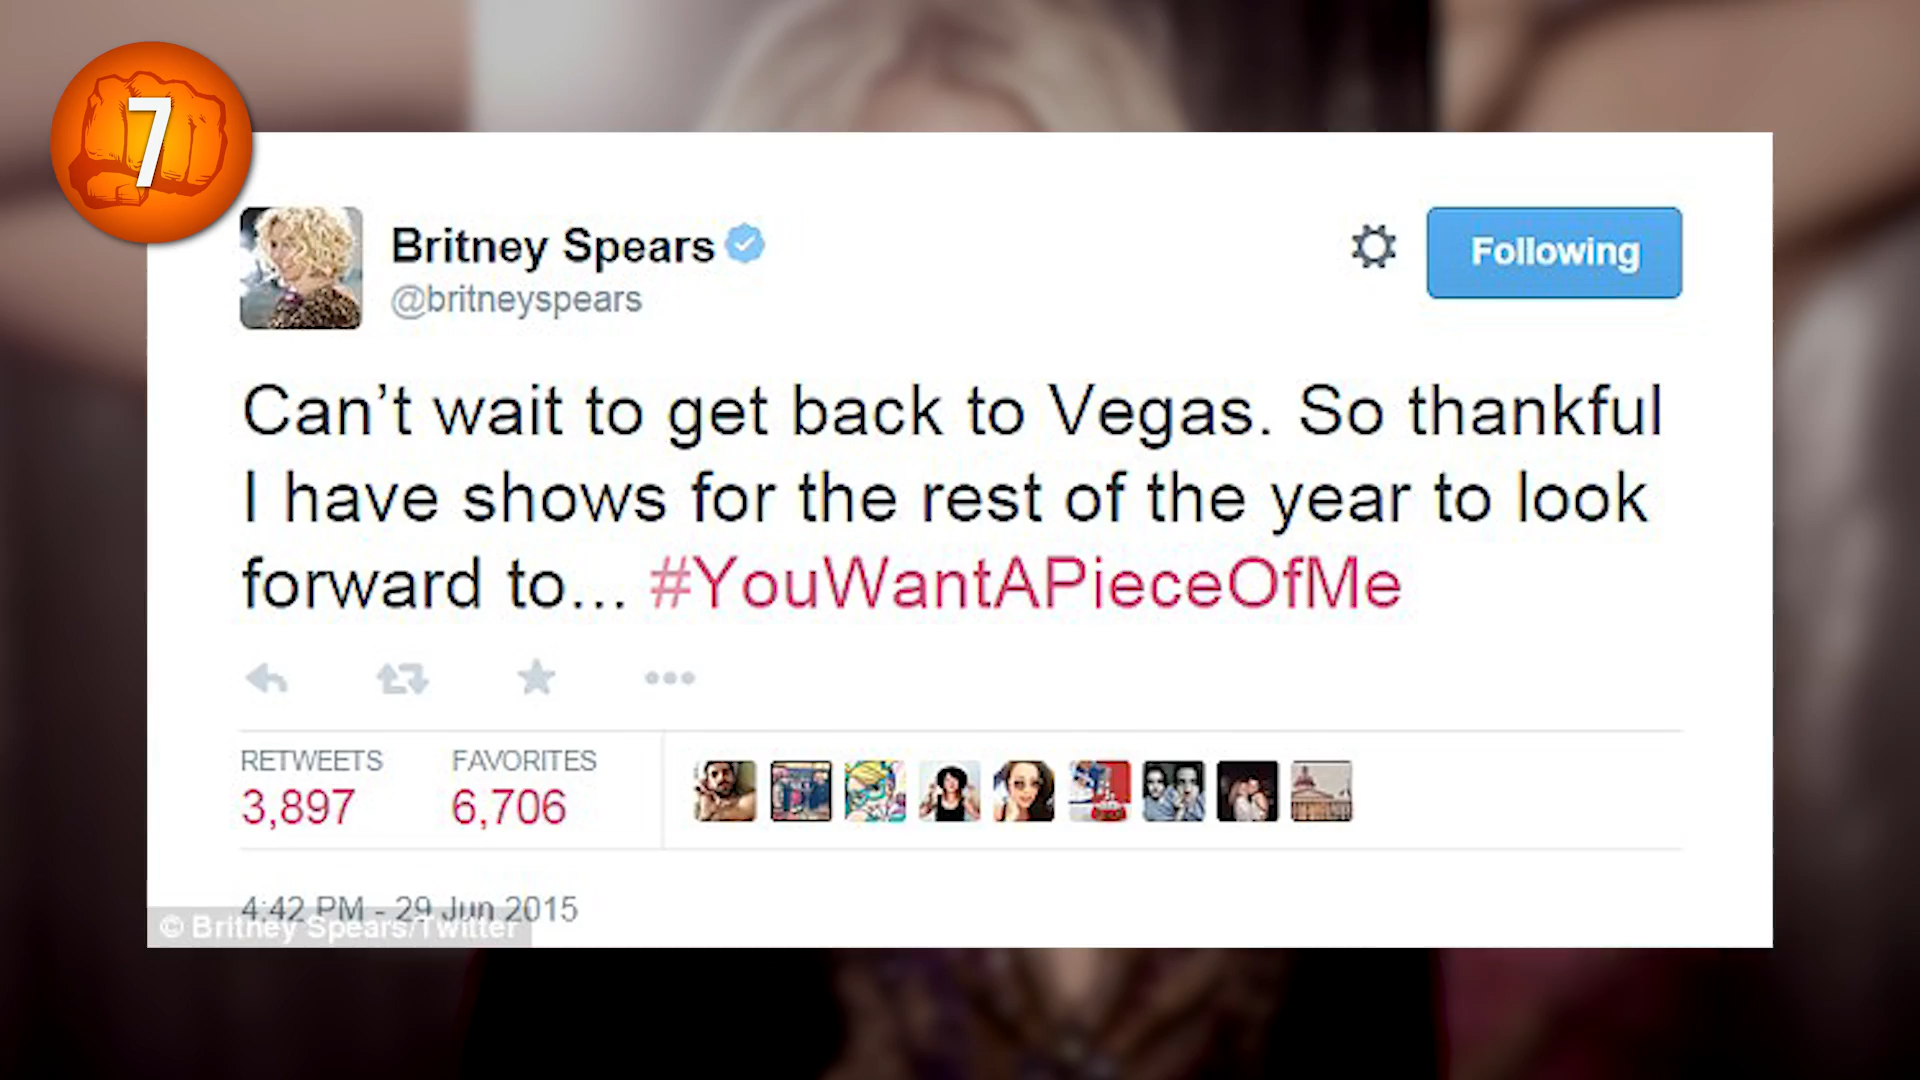 7
Britney Spears
@britneyspears
Following
Can’t wait to get back to Vegas. So thankful
I have shows for the rest of the year to look
forward to... #YouWantAPieceOfMe
RETWEETS FAVORITES
3,897 6,706
4:42 PM - 29 Jun 2015
© Britney Spears/Twitter